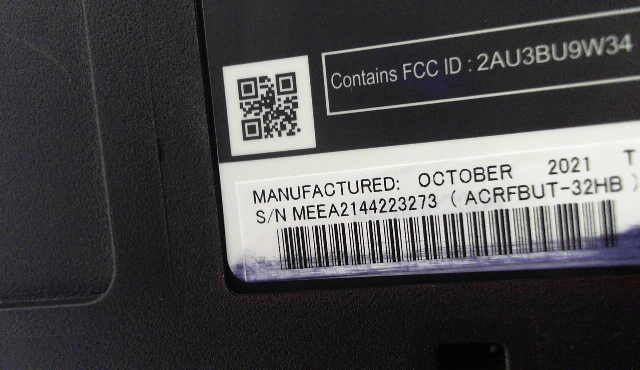 Contains FCC ID : 2AU3BU9W34
MANUFACTURED: OCTOBER 2021 T
S/N MEEA2144223273 ( ACRFBUT-32HB )